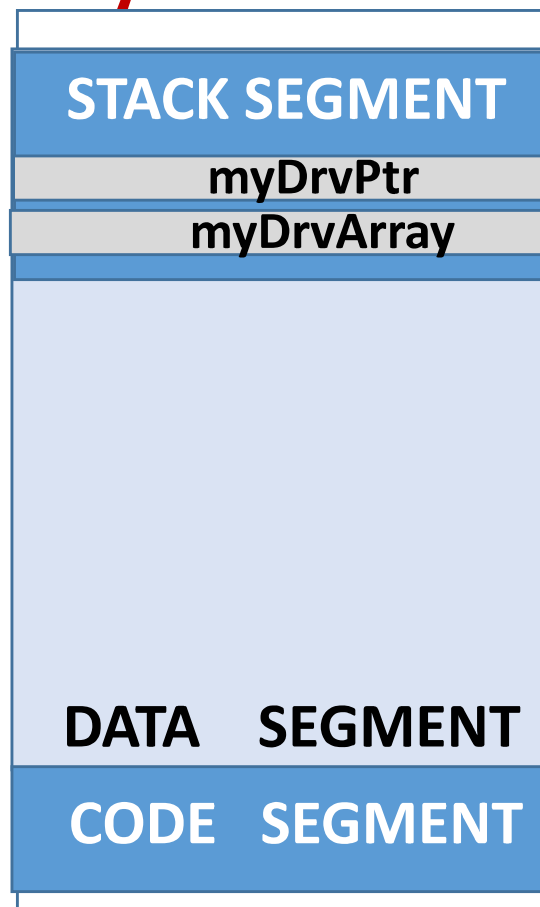 STACK SEGMENT
myDrvPtr
myDrvArray
DATA SEGMENT
CODE SEGMENT